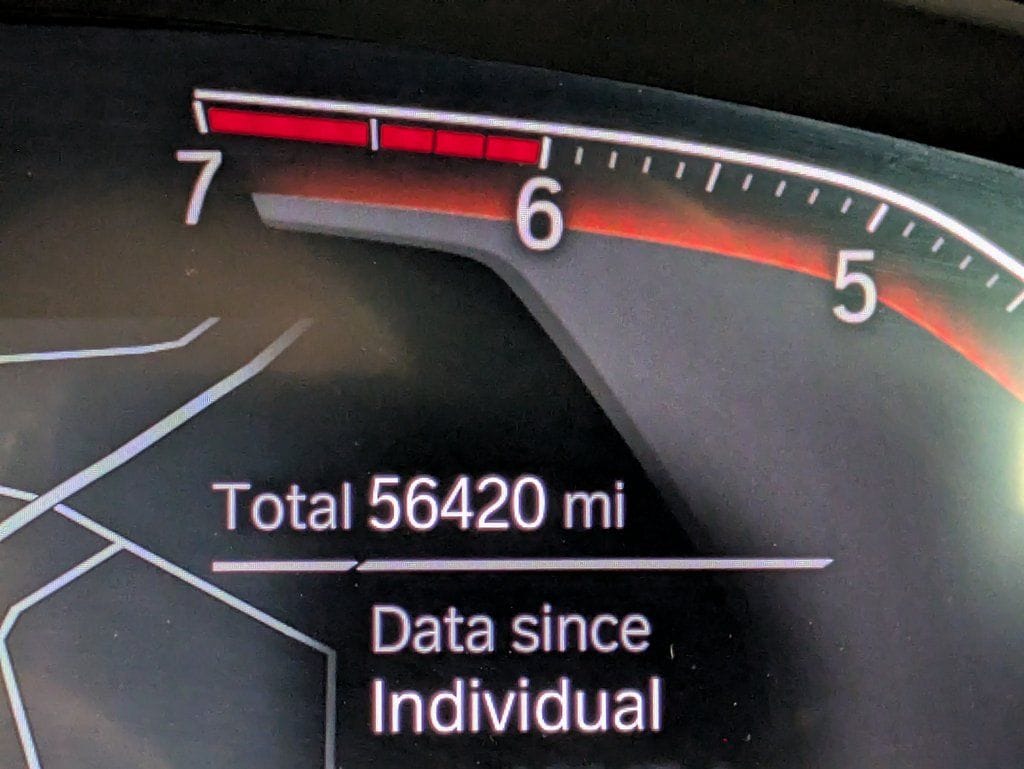 7
6
5
Total 56420 mi
Data since
Individual